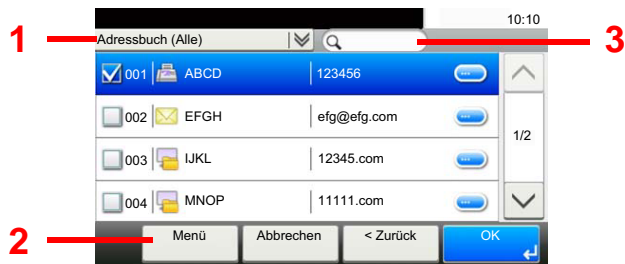 10:10
1 Adressbuch (Alle) 3
001 ABCD 123456
002 EFGH efg@efg.com
1/2
003 IJKL 12345.com
004 MNOP 11111.com
2 Menü Abbrechen < Zurück OK